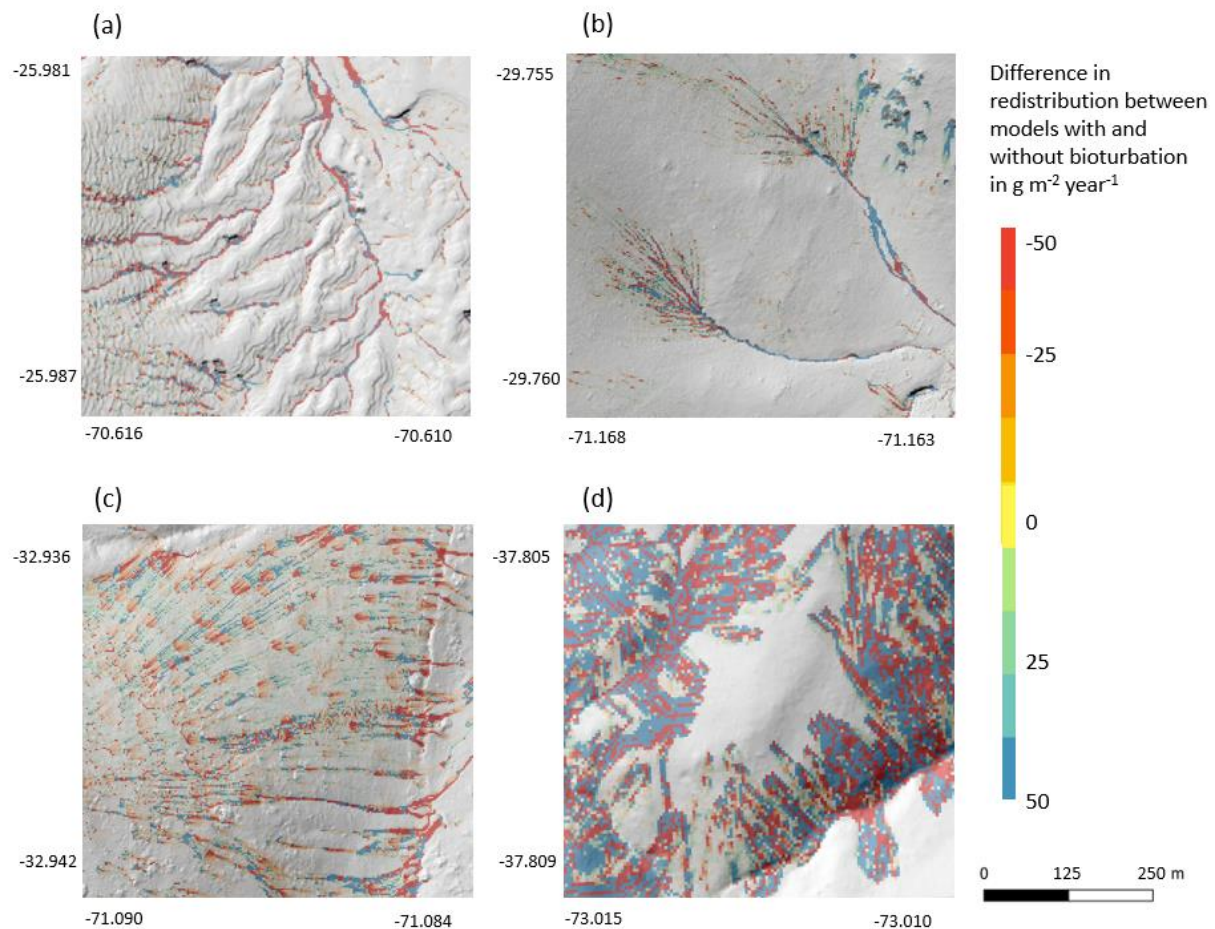 (a)
-25.981
-25.987
-70.616
-70.610
(b)
-29.755
-29.760
-71.168
-71.163
Difference in
redistribution between
models with and
without bioturbation
in g m⁻² year⁻¹
-50
-25
0
25
50
(c)
-32.936
-32.942
-71.090
-71.084
(d)
-37.805
-37.809
-73.015
-73.010
0 125 250 m